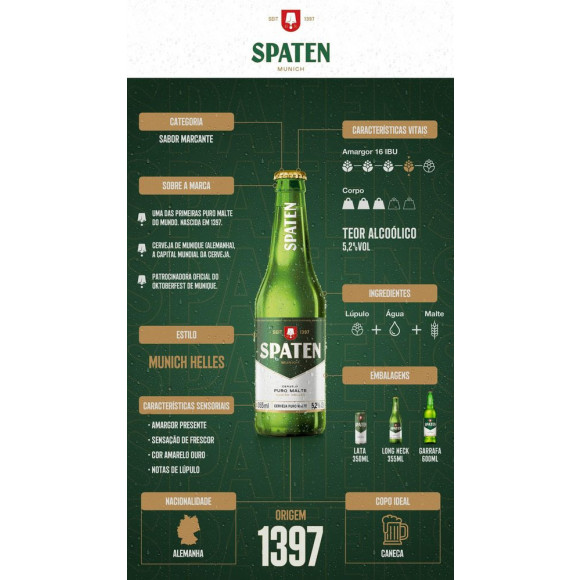 SEIT 1397
SPATEN
MUNICH
CATEGORIA
SABOR MARCANTE
SOBRE A MARCA
UMA DAS PRIMEIRAS PURO MALTE
DO MUNDO. NASCIDA EM 1397.
CERVEJA DE MUNIQUE (ALEMANHA),
A CAPITAL MUNDIAL DA CERVEJA.
PATROCINADORA OFICIAL DO
OKTOBERFEST DE MUNIQUE.
ESTILO
MUNICH HELLES
CARACTERÍSTICAS SENSORIAIS
• AMARGOR PRESENTE
• SENSAÇÃO DE FRESCOR
• COR AMARELO OURO
• NOTAS DE LÚPULO
NACIONALIDADE
ALEMANHA
SPATEN
SEIT 1397
SPATEN
MUNICH
PURO MALTE
355ml CERVEJA PURO MALTE 5,2%
ORIGEM
1397
CARACTERÍSTICAS VITAIS
Amargor 16 IBU
Corpo
TEOR ALCOÓLICO
5,2%VOL
INGREDIENTES
Lúpulo Água Malte
+ +
EMBALAGENS
LATA
350ML
LONG NECK
355ML
GARRAFA
600ML
COPO IDEAL
CANECA